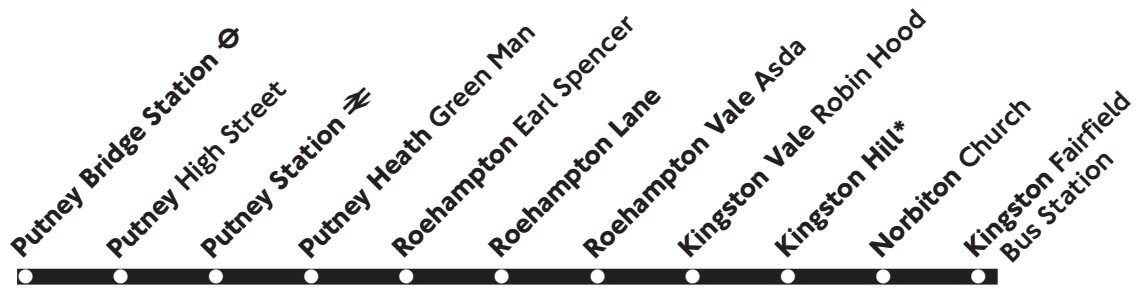 Putney Bridge Station
Putney High Street
Putney Station
Putney Heath Green Man
Roehampton Earl Spencer
Roehampton Lane
Roehampton Vale Asda
Kingston Vale Robin Hood
Kingston Hill*
Norbiton Church
Kingston Fairfield
Bus Station